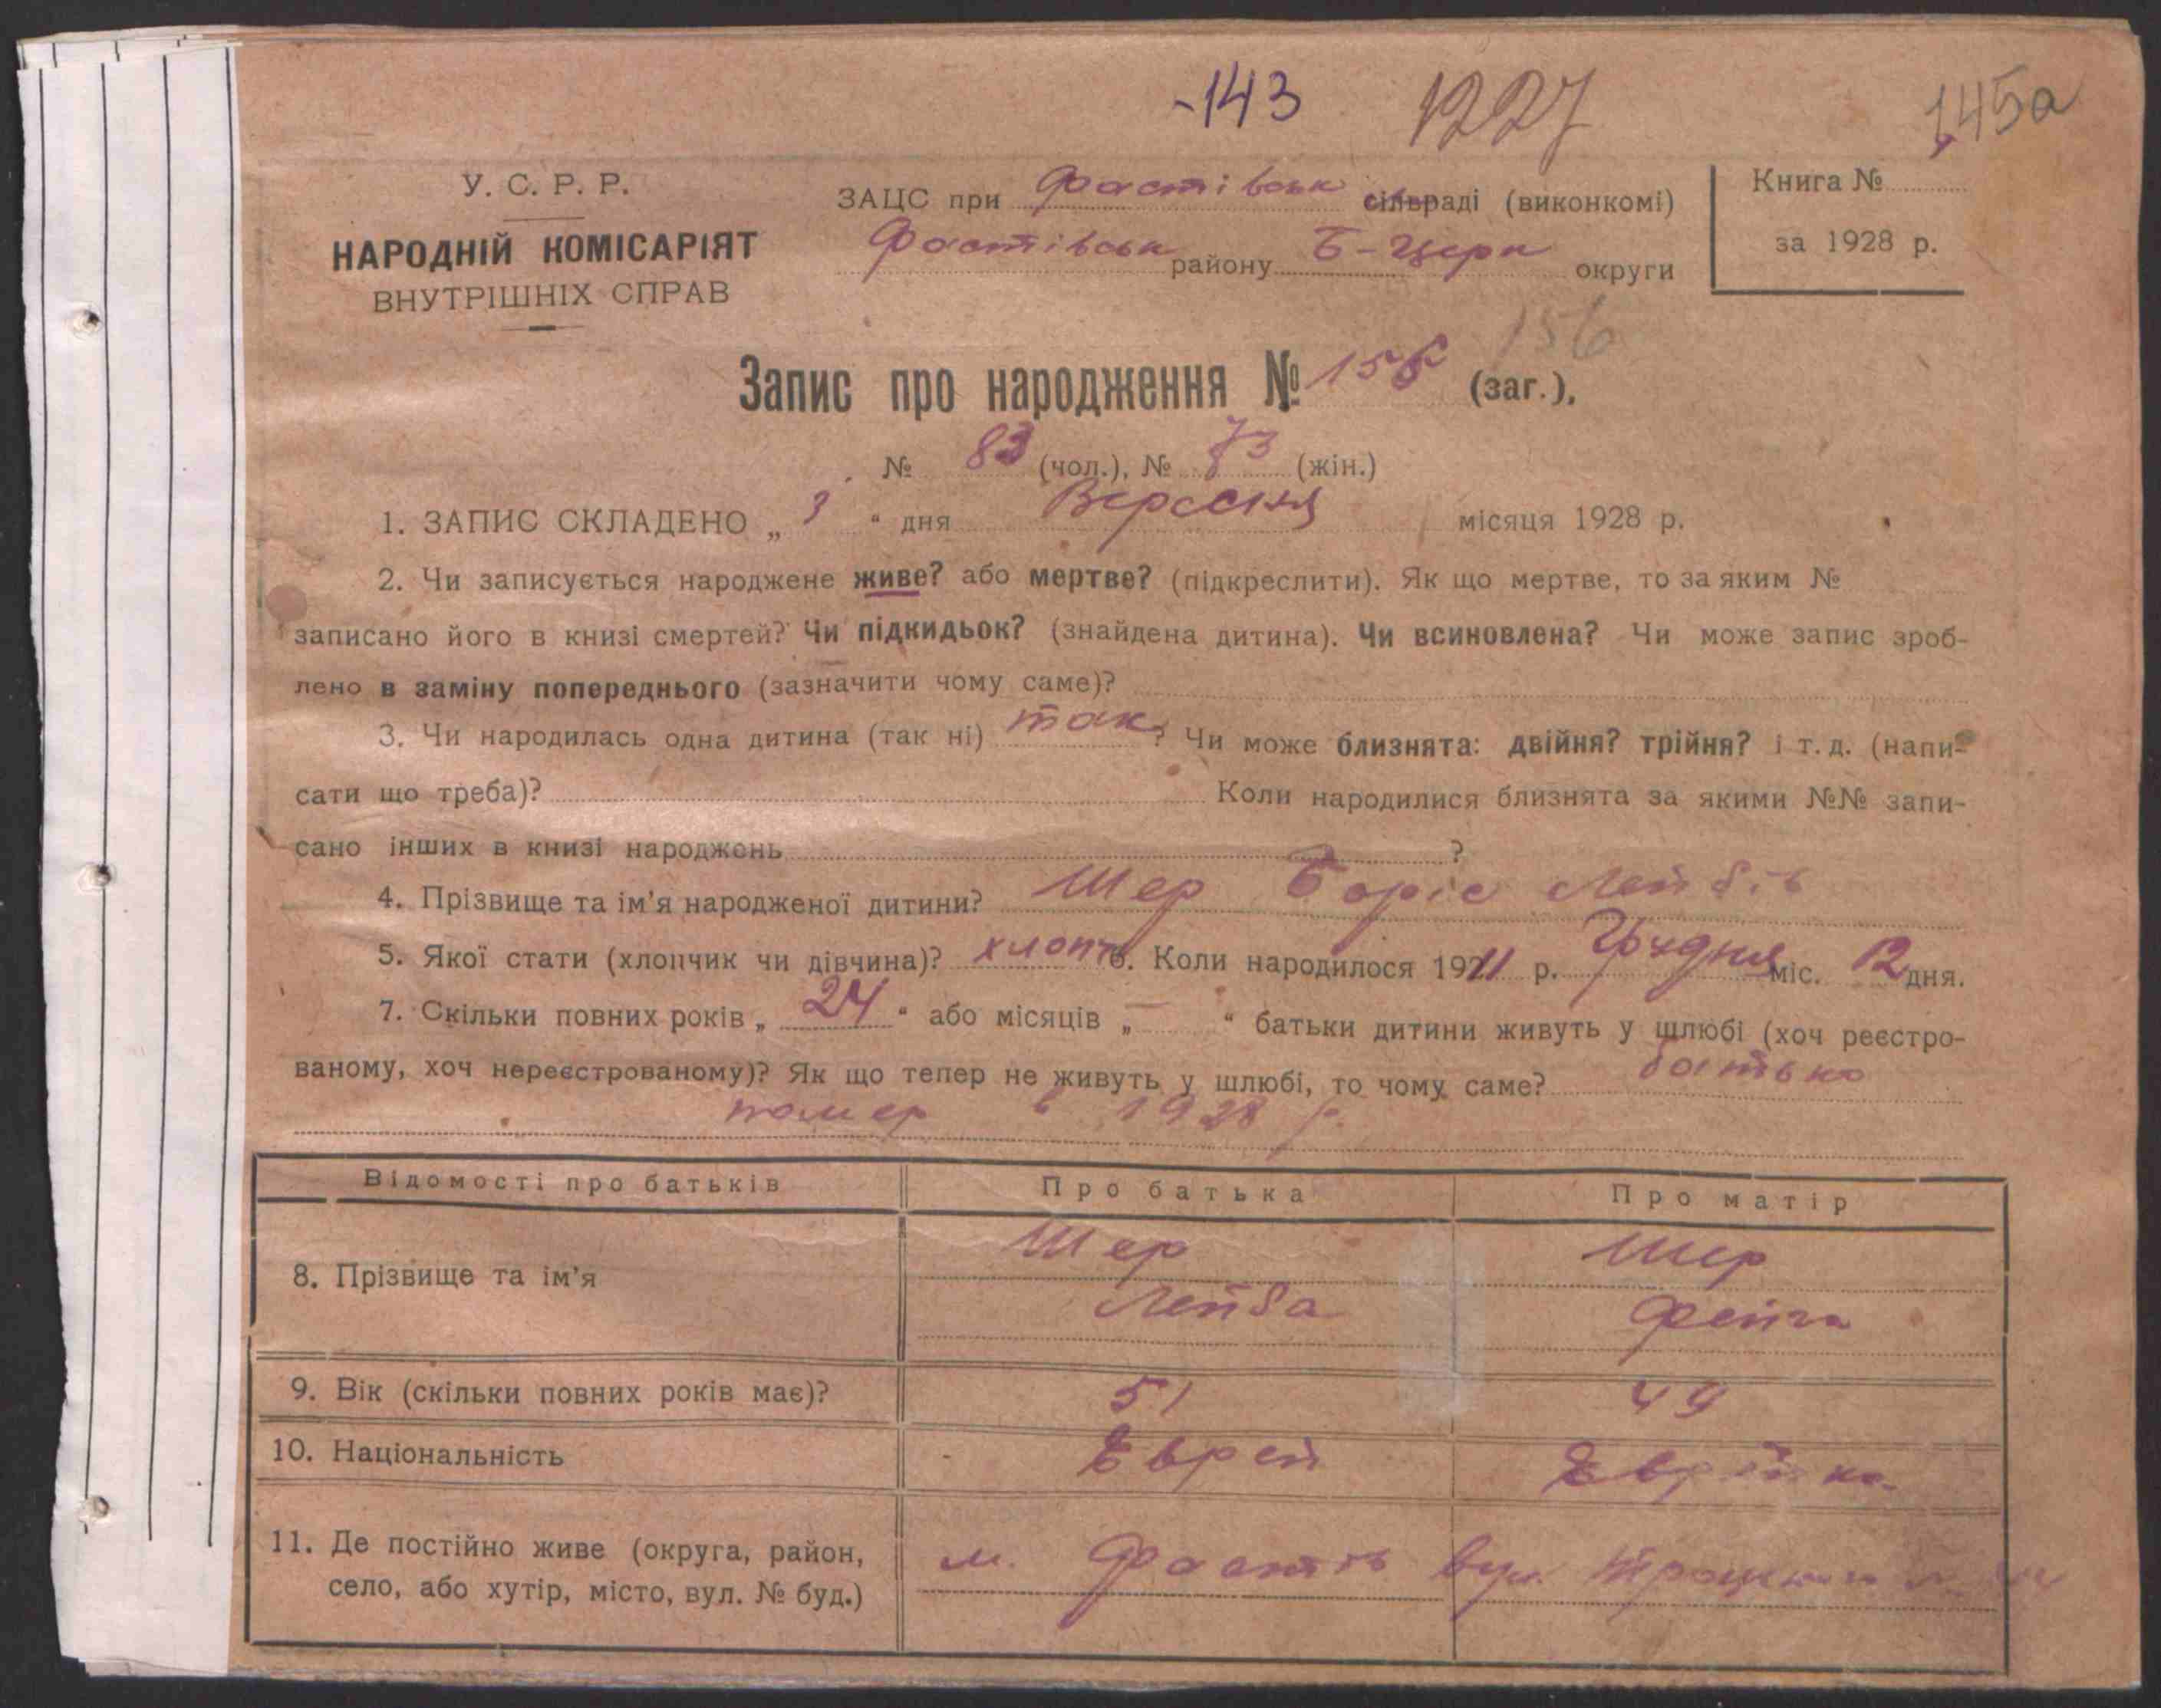 -143 1227 145а
У. С. Р. Р.
НАРОДНІЙ КОМІСАРІЯТ
ВНУТРІШНІХ СПРАВ
ЗАЦС при Фастівськ сільраді (виконкомі)
Фастівськ району Б-Церк округи
Книга №
за 1928 р.
156
Запис про народження № 156 (заг.),
№ 83 (чол.), № 73 (жін.)
1. ЗАПИС СКЛАДЕНО „ 3 “ дня Вересня місяця 1928 р.
2. Чи записується народжене живе? або мертве? (підкреслити). Як що мертве, то за яким №
записано його в книзі смертей? Чи підкидьок? (знайдена дитина). Чи всиновлена? Чи може запис зроб-
лено в заміну попереднього (зазначити чому саме)?
3. Чи народилась одна дитина (так ні) так? Чи може близнята: двійня? трійня? і т. д. (напи-
сати що треба)? Коли народилися близнята за якими №№ запи-
сано інших в книзі народжень ?
4. Прізвище та ім’я народженої дитини? Шер Боріс Лейбів
5. Якої стати (хлопчик чи дівчина)? хлопч 6. Коли народилося 1911 р. Грудня міс. 12 дня.
7. Скільки повних років „ 24 “ або місяців „ — “ батьки дитини живуть у шлюбі (хоч реєстро-
ваному, хоч нереєстрованому)? Як що тепер не живуть у шлюбі, то чому саме? батько
помер в 1928 р.
Відомості про батьків Про батька Про матір
8. Прізвище та ім’я Шер Шер
Лейба Фейга
9. Вік (скільки повних років має)? 51 49
10. Національність Єврей Єврейка
11. Де постійно живе (округа, район,
село, або хутір, місто, вул. № буд.) м. Фастів вул.